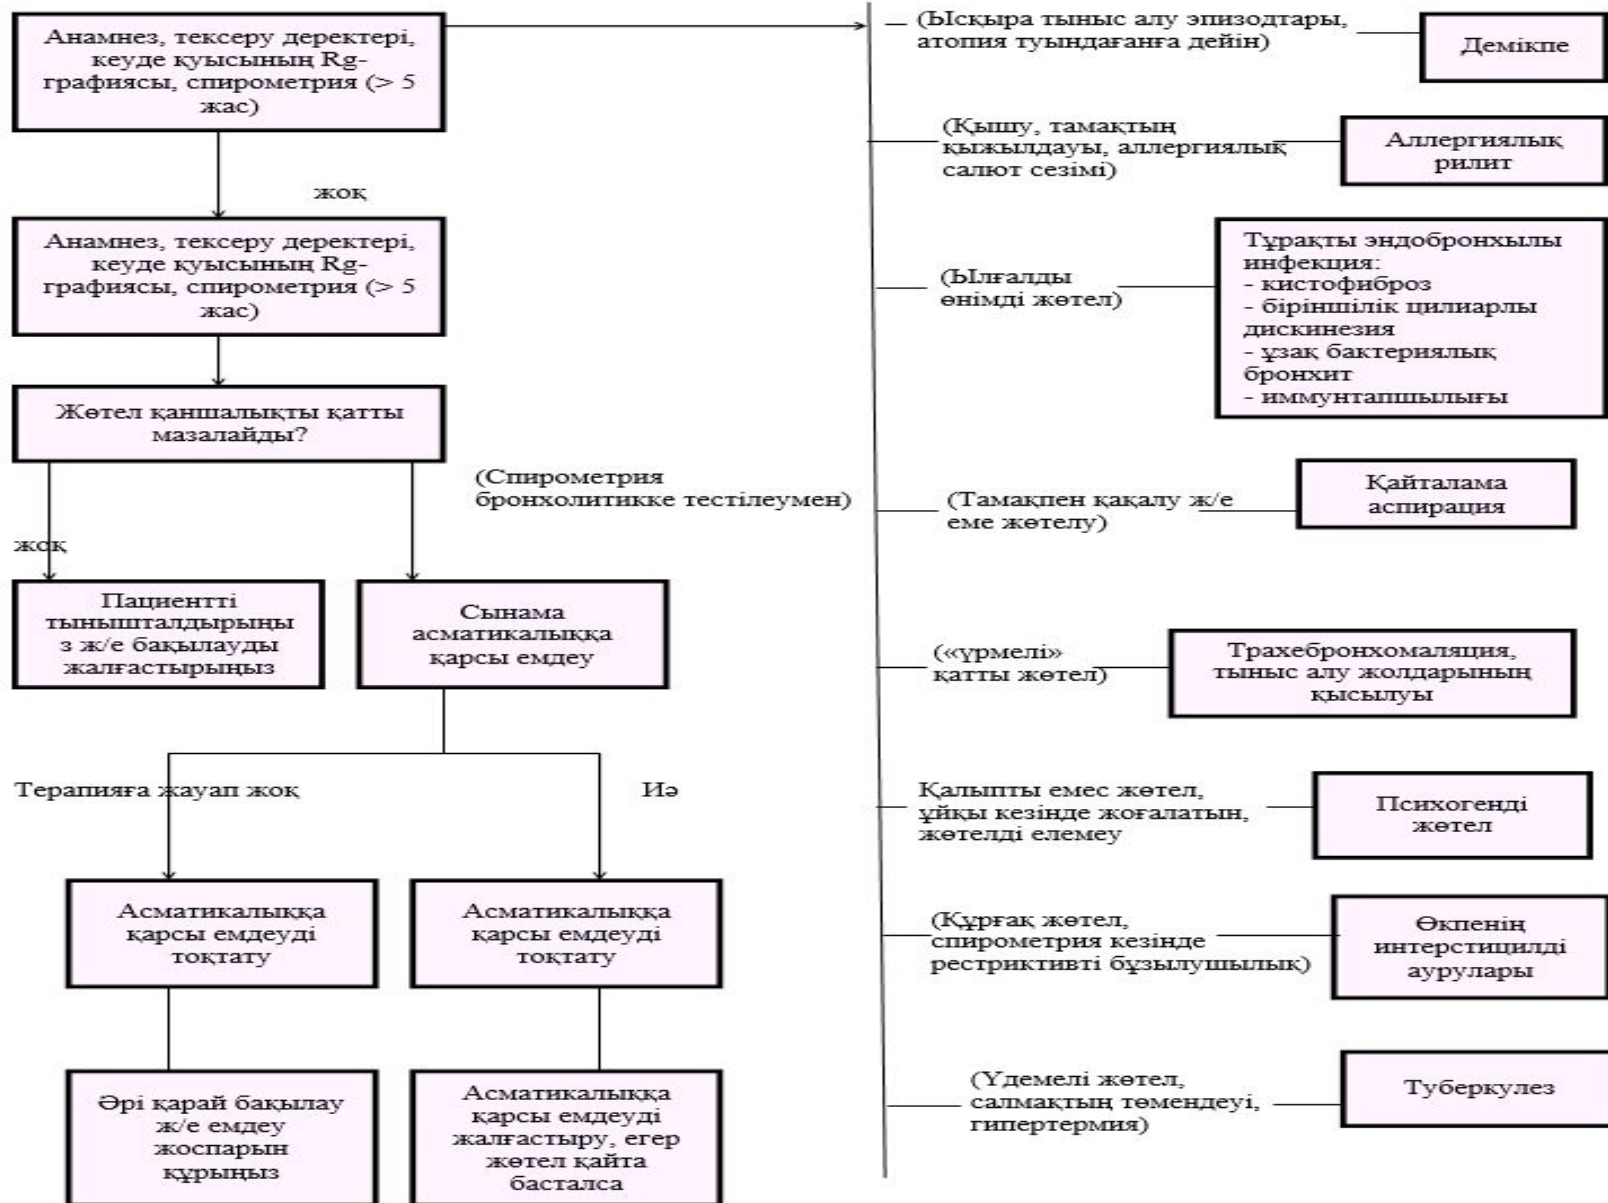 Анамнез, тексеру деректері,
кеуде қуысының Rg-
графиясы, спирометрия (> 5
жас)
жоқ
Анамнез, тексеру деректері,
кеуде қуысының Rg-
графиясы, спирометрия (> 5
жас)
Жөтел қаншалықты қатты
мазалайды?
(Спирометрия
бронхолитикке тестілеумен)
жоқ
Пациентті
тынышталдырыңы
з ж/е бақылауды
жалғастырыңыз
Сынама
асматикалыққа
қарсы емдеу
Терапияға жауап жоқ
Иә
Асматикалыққа
қарсы емдеуді
тоқтату
Асматикалыққа
қарсы емдеуді
тоқтату
Әрі қарай бақылау
ж/е емдеу
жоспарын
құрыңыз
Асматикалыққа
қарсы емдеуді
жалғастыру, егер
жөтел қайта
басталса
(Ысқыра тыныс алу эпизодтары,
атопия туындағанға дейін)
Демікпе
(Қышу, тамақтың
қыжылдауы, аллергиялық
салют сезімі)
Аллергиялық
рилит
(Ылғалды
өнімді жөтел)
Тұрақты эндобронхылы
инфекция:
- кистофиброз
- біріншілік цилиарлы
дискинезия
- ұзақ бактериялық
бронхит
- иммунтапшылығы
(Тамақпен қақалу ж/е
еме жөтелу)
Қайталама
аспирация
(«үрмелі»
қатты жөтел)
Трахебронхомаляция,
тыныс алу жолдарының
қысылуы
Қалыпты емес жөтел,
ұйқы кезінде жоғалатын,
жөтелді елемеу
Психогенді
жөтел
(Құрғақ жөтел,
спирометрия кезінде
рестриктивті бұзылушылық)
Өкпенің
интерстицилді
аурулары
(Үдемелі жөтел,
салмақтың төмендеуі,
гипертермия)
Туберкулез